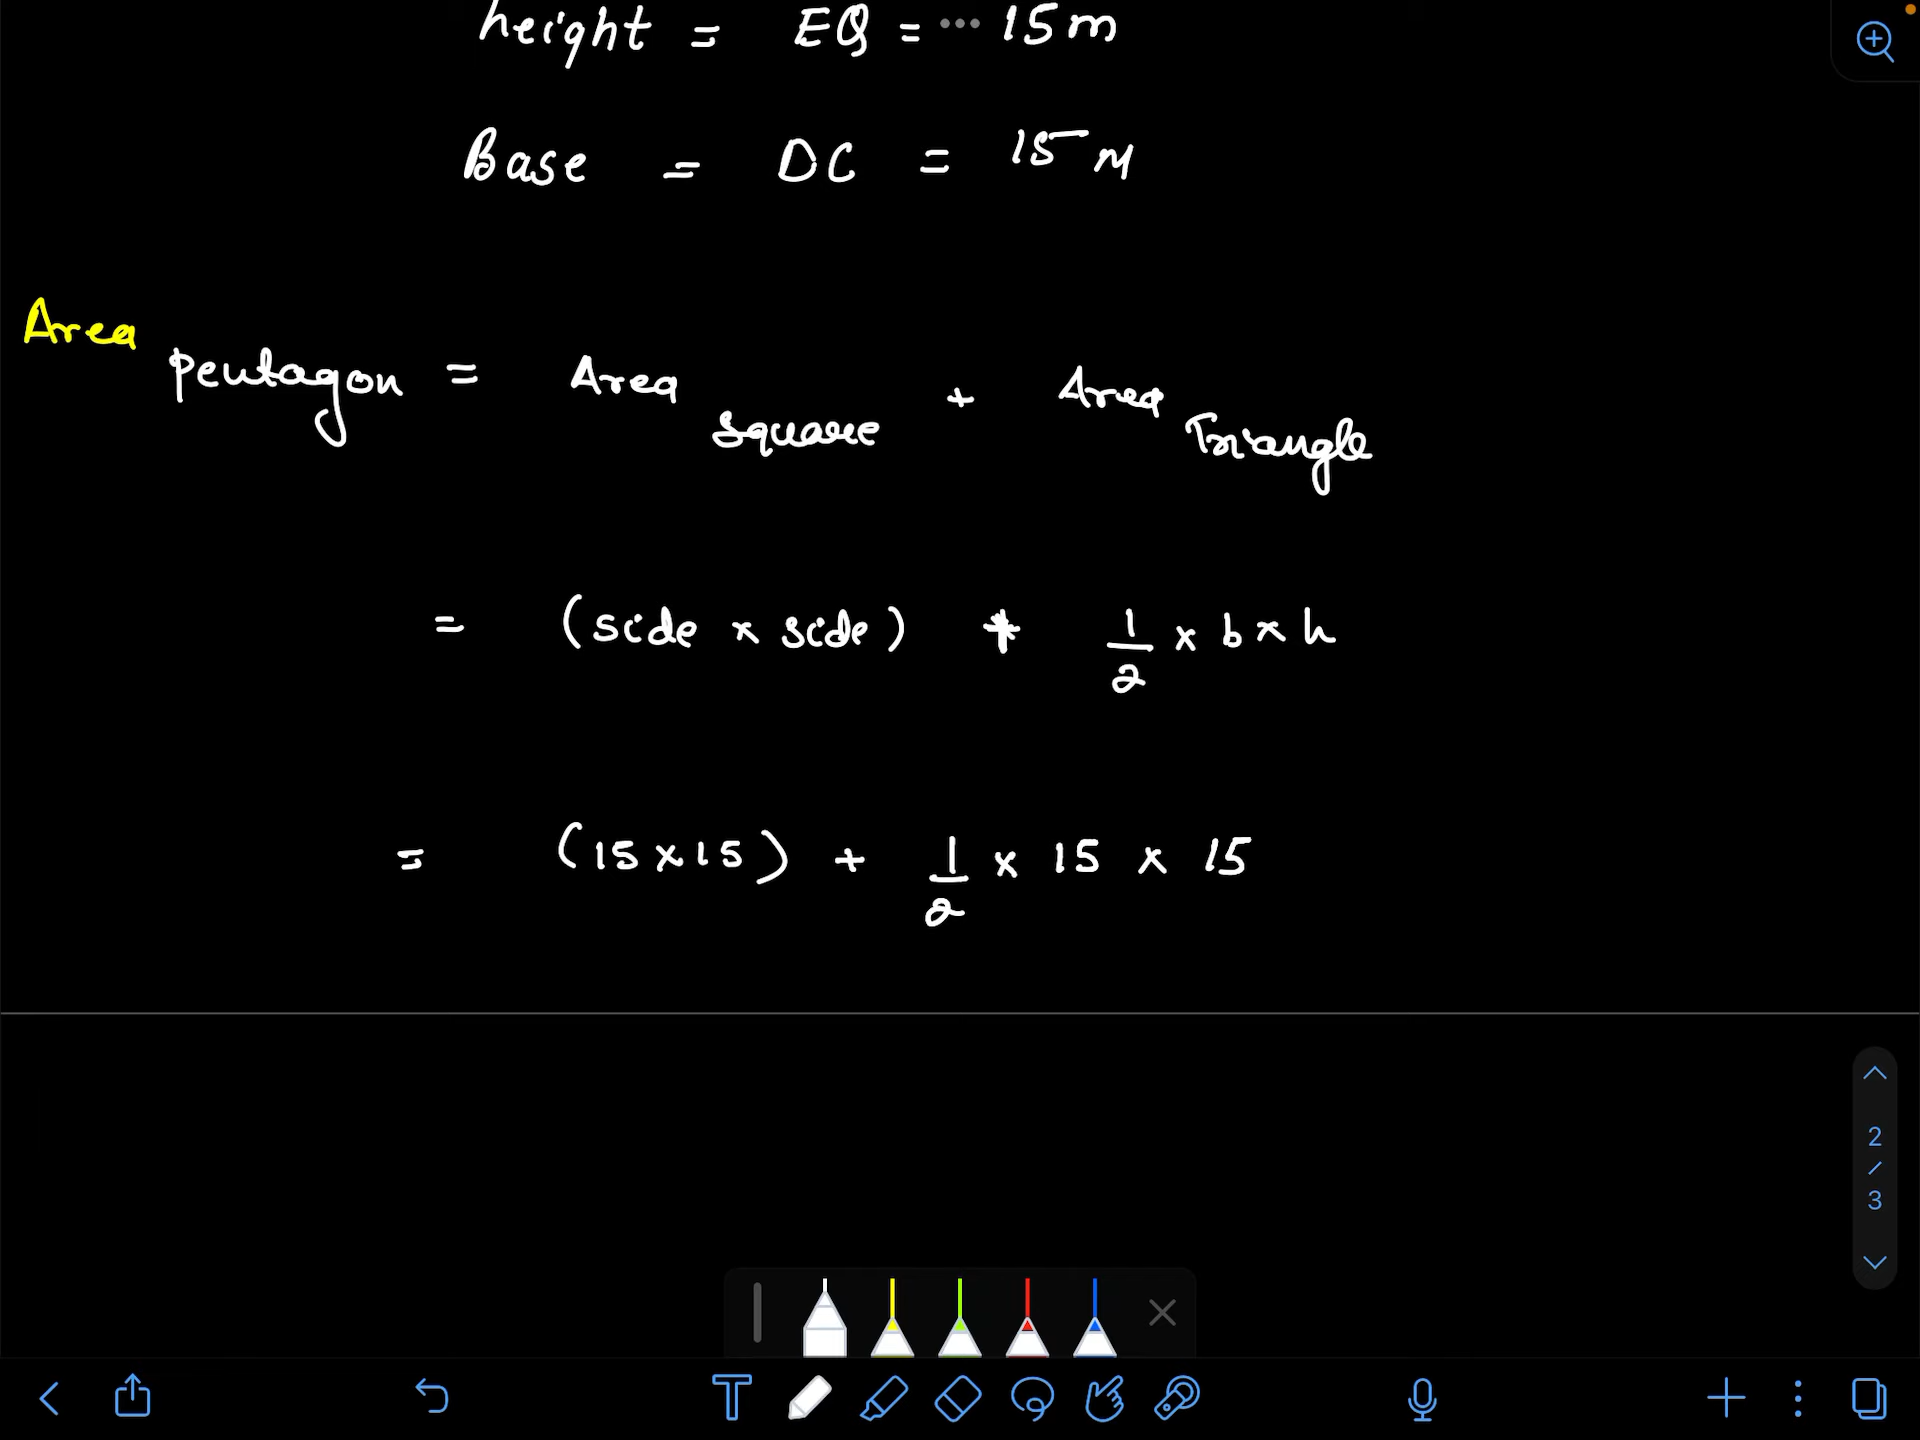 height = EQ = 15m
Base = DC = 15 M
Area pentagon = Area square + Area Triangle
= (side x side) + 1/2 x b x h
= (15 x 15) + 1/2 x 15 x 15
2
/
3
T